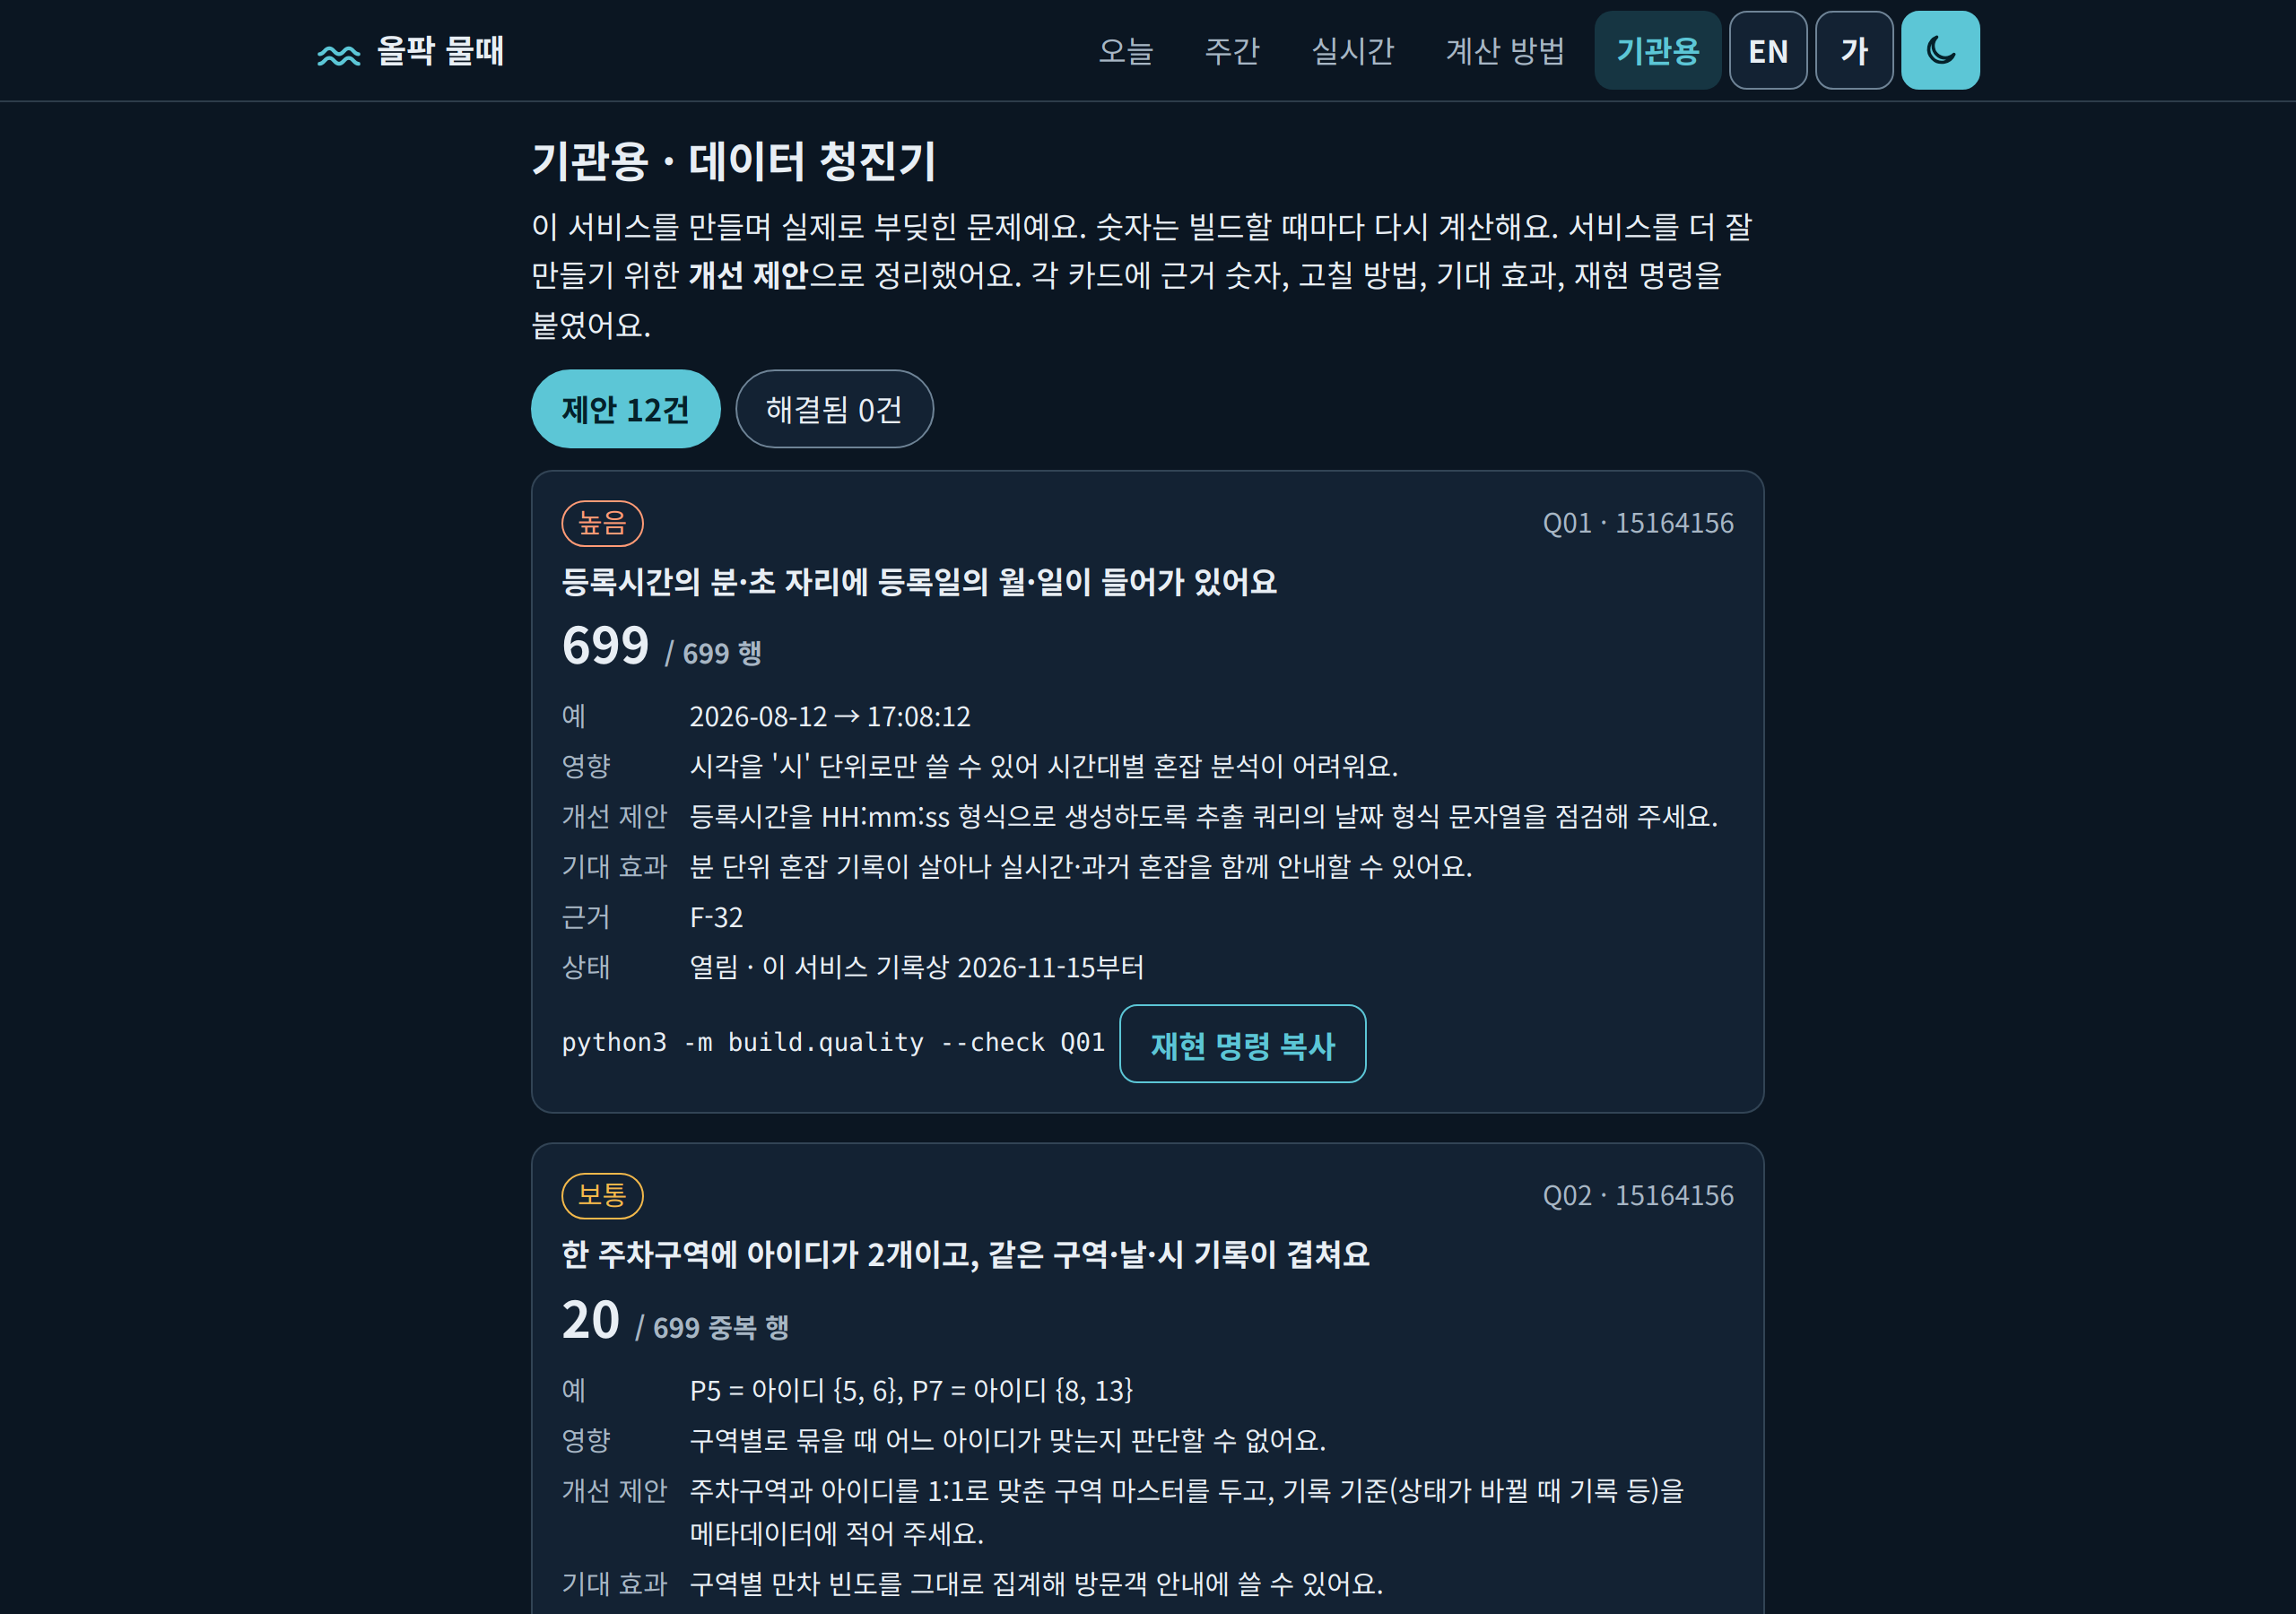 올팍 물때
오늘 주간 실시간 계산 방법 기관용 EN 가
기관용 · 데이터 청진기
이 서비스를 만들며 실제로 부딪힌 문제예요. 숫자는 빌드할 때마다 다시 계산해요. 서비스를 더 잘
만들기 위한 개선 제안으로 정리했어요. 각 카드에 근거 숫자, 고칠 방법, 기대 효과, 재현 명령을
붙였어요.
제안 12건 해결됨 0건
높음 Q01 · 15164156
등록시간의 분·초 자리에 등록일의 월·일이 들어가 있어요
699 / 699 행
예 2026-08-12 → 17:08:12
영향 시각을 '시' 단위로만 쓸 수 있어 시간대별 혼잡 분석이 어려워요.
개선 제안 등록시간을 HH:mm:ss 형식으로 생성하도록 추출 쿼리의 날짜 형식 문자열을 점검해 주세요.
기대 효과 분 단위 혼잡 기록이 살아나 실시간·과거 혼잡을 함께 안내할 수 있어요.
근거 F-32
상태 열림 · 이 서비스 기록상 2026-11-15부터
python3 -m build.quality --check Q01 재현 명령 복사
보통 Q02 · 15164156
한 주차구역에 아이디가 2개이고, 같은 구역·날·시 기록이 겹쳐요
20 / 699 중복 행
예 P5 = 아이디 {5, 6}, P7 = 아이디 {8, 13}
영향 구역별로 묶을 때 어느 아이디가 맞는지 판단할 수 없어요.
개선 제안 주차구역과 아이디를 1:1로 맞춘 구역 마스터를 두고, 기록 기준(상태가 바뀔 때 기록 등)을
메타데이터에 적어 주세요.
기대 효과 구역별 만차 빈도를 그대로 집계해 방문객 안내에 쓸 수 있어요.